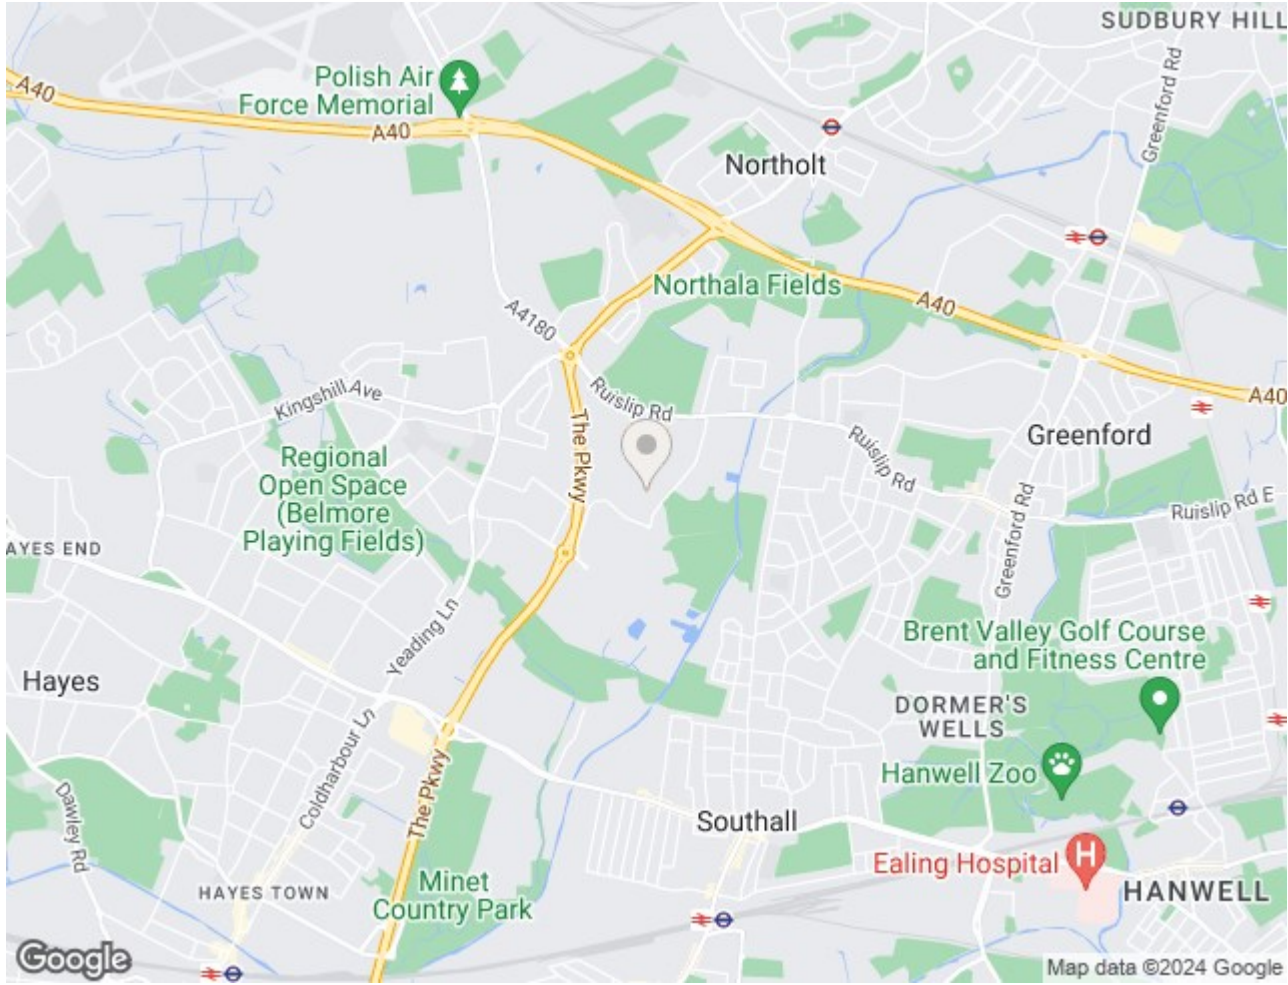 SUDBURY HILL
Polish Air
Force Memorial
A40
A40
Greenford Rd
Northolt
Northala Fields
A4180
A40
Kingshill Ave
Ruislip Rd
The Pkwy
A40
Ruislip Rd
Greenford
Regional
Open Space
(Belmore
Playing Fields)
Greenford Rd
Ruislip Rd E
AYES END
Yeading Ln
Brent Valley Golf Course
and Fitness Centre
Hayes
DORMER'S
WELLS
Coldharbour Ln
The Pkwy
Hanwell Zoo
Dawley Rd
Southall
Ealing Hospital
H
HANWELL
HAYES TOWN
Minet
Country Park
Google
Map data ©2024 Google